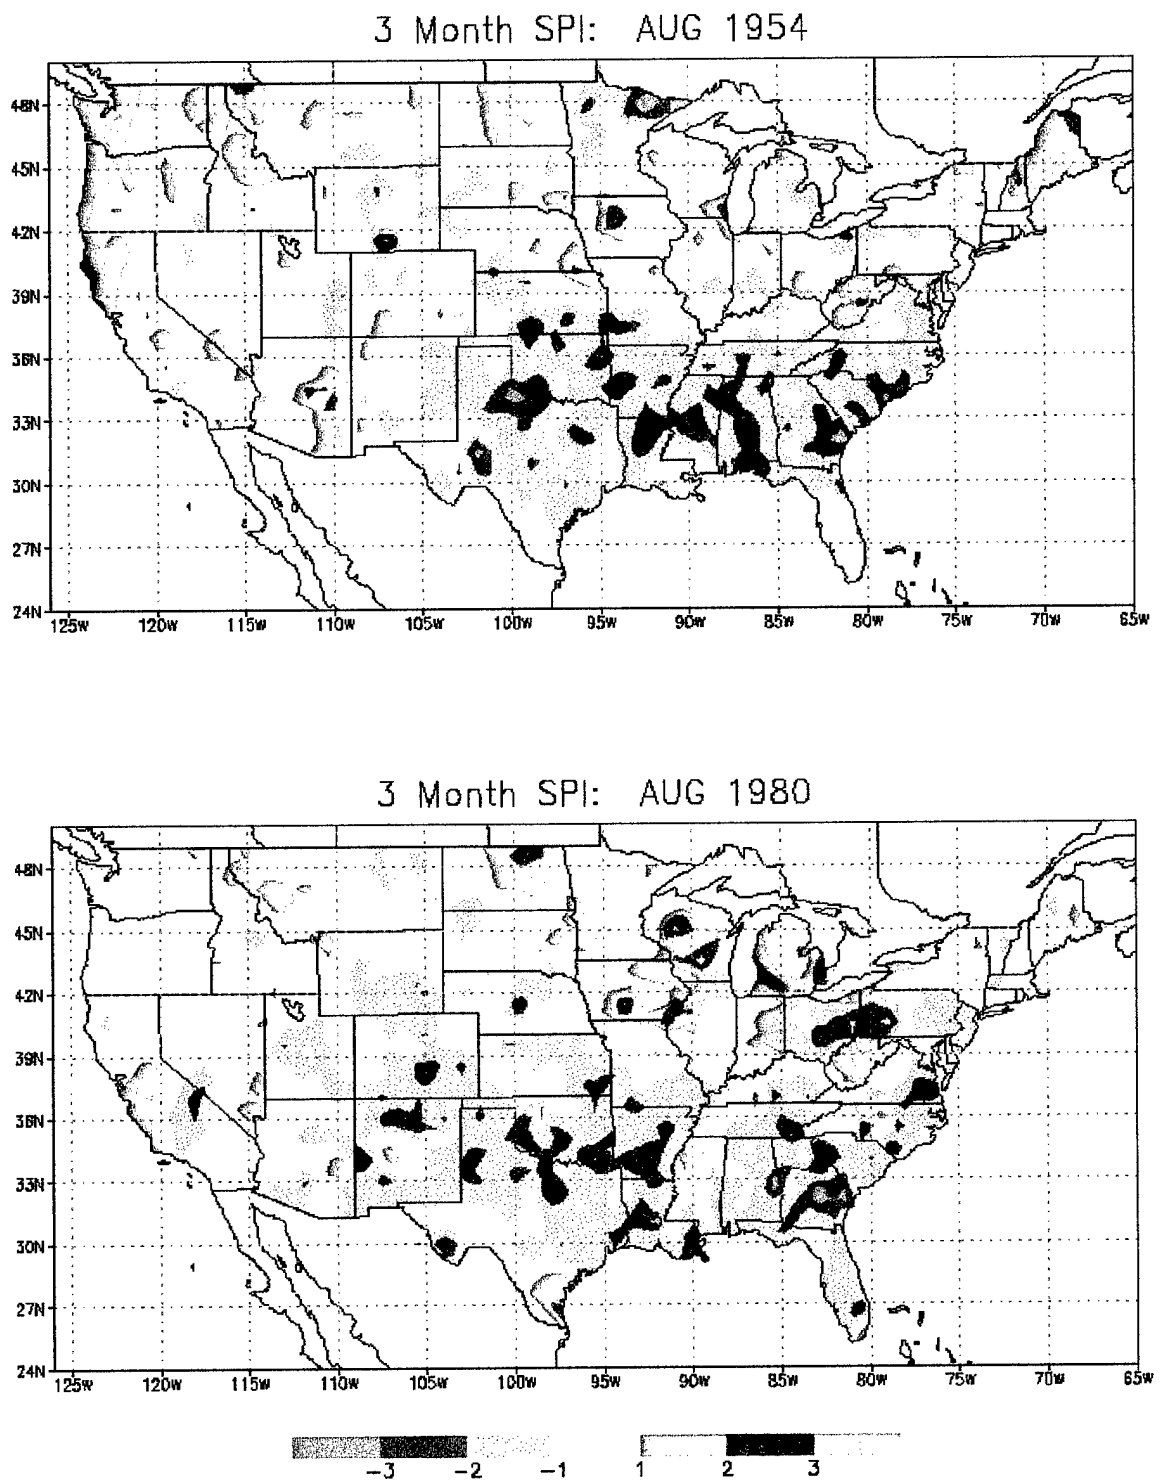 3 Month SPI: AUG 1954
48N
45N
42N
39N
36N
33N
30N
27N
24N
125W 120W 115W 110W 105W 100W 95W 90W 85W 80W 75W 70W 65W
3 Month SPI: AUG 1980
48N
45N
42N
39N
36N
33N
30N
27N
24N
125W 120W 115W 110W 105W 100W 95W 90W 85W 80W 75W 70W 65W
-3 -2 -1 1 2 3